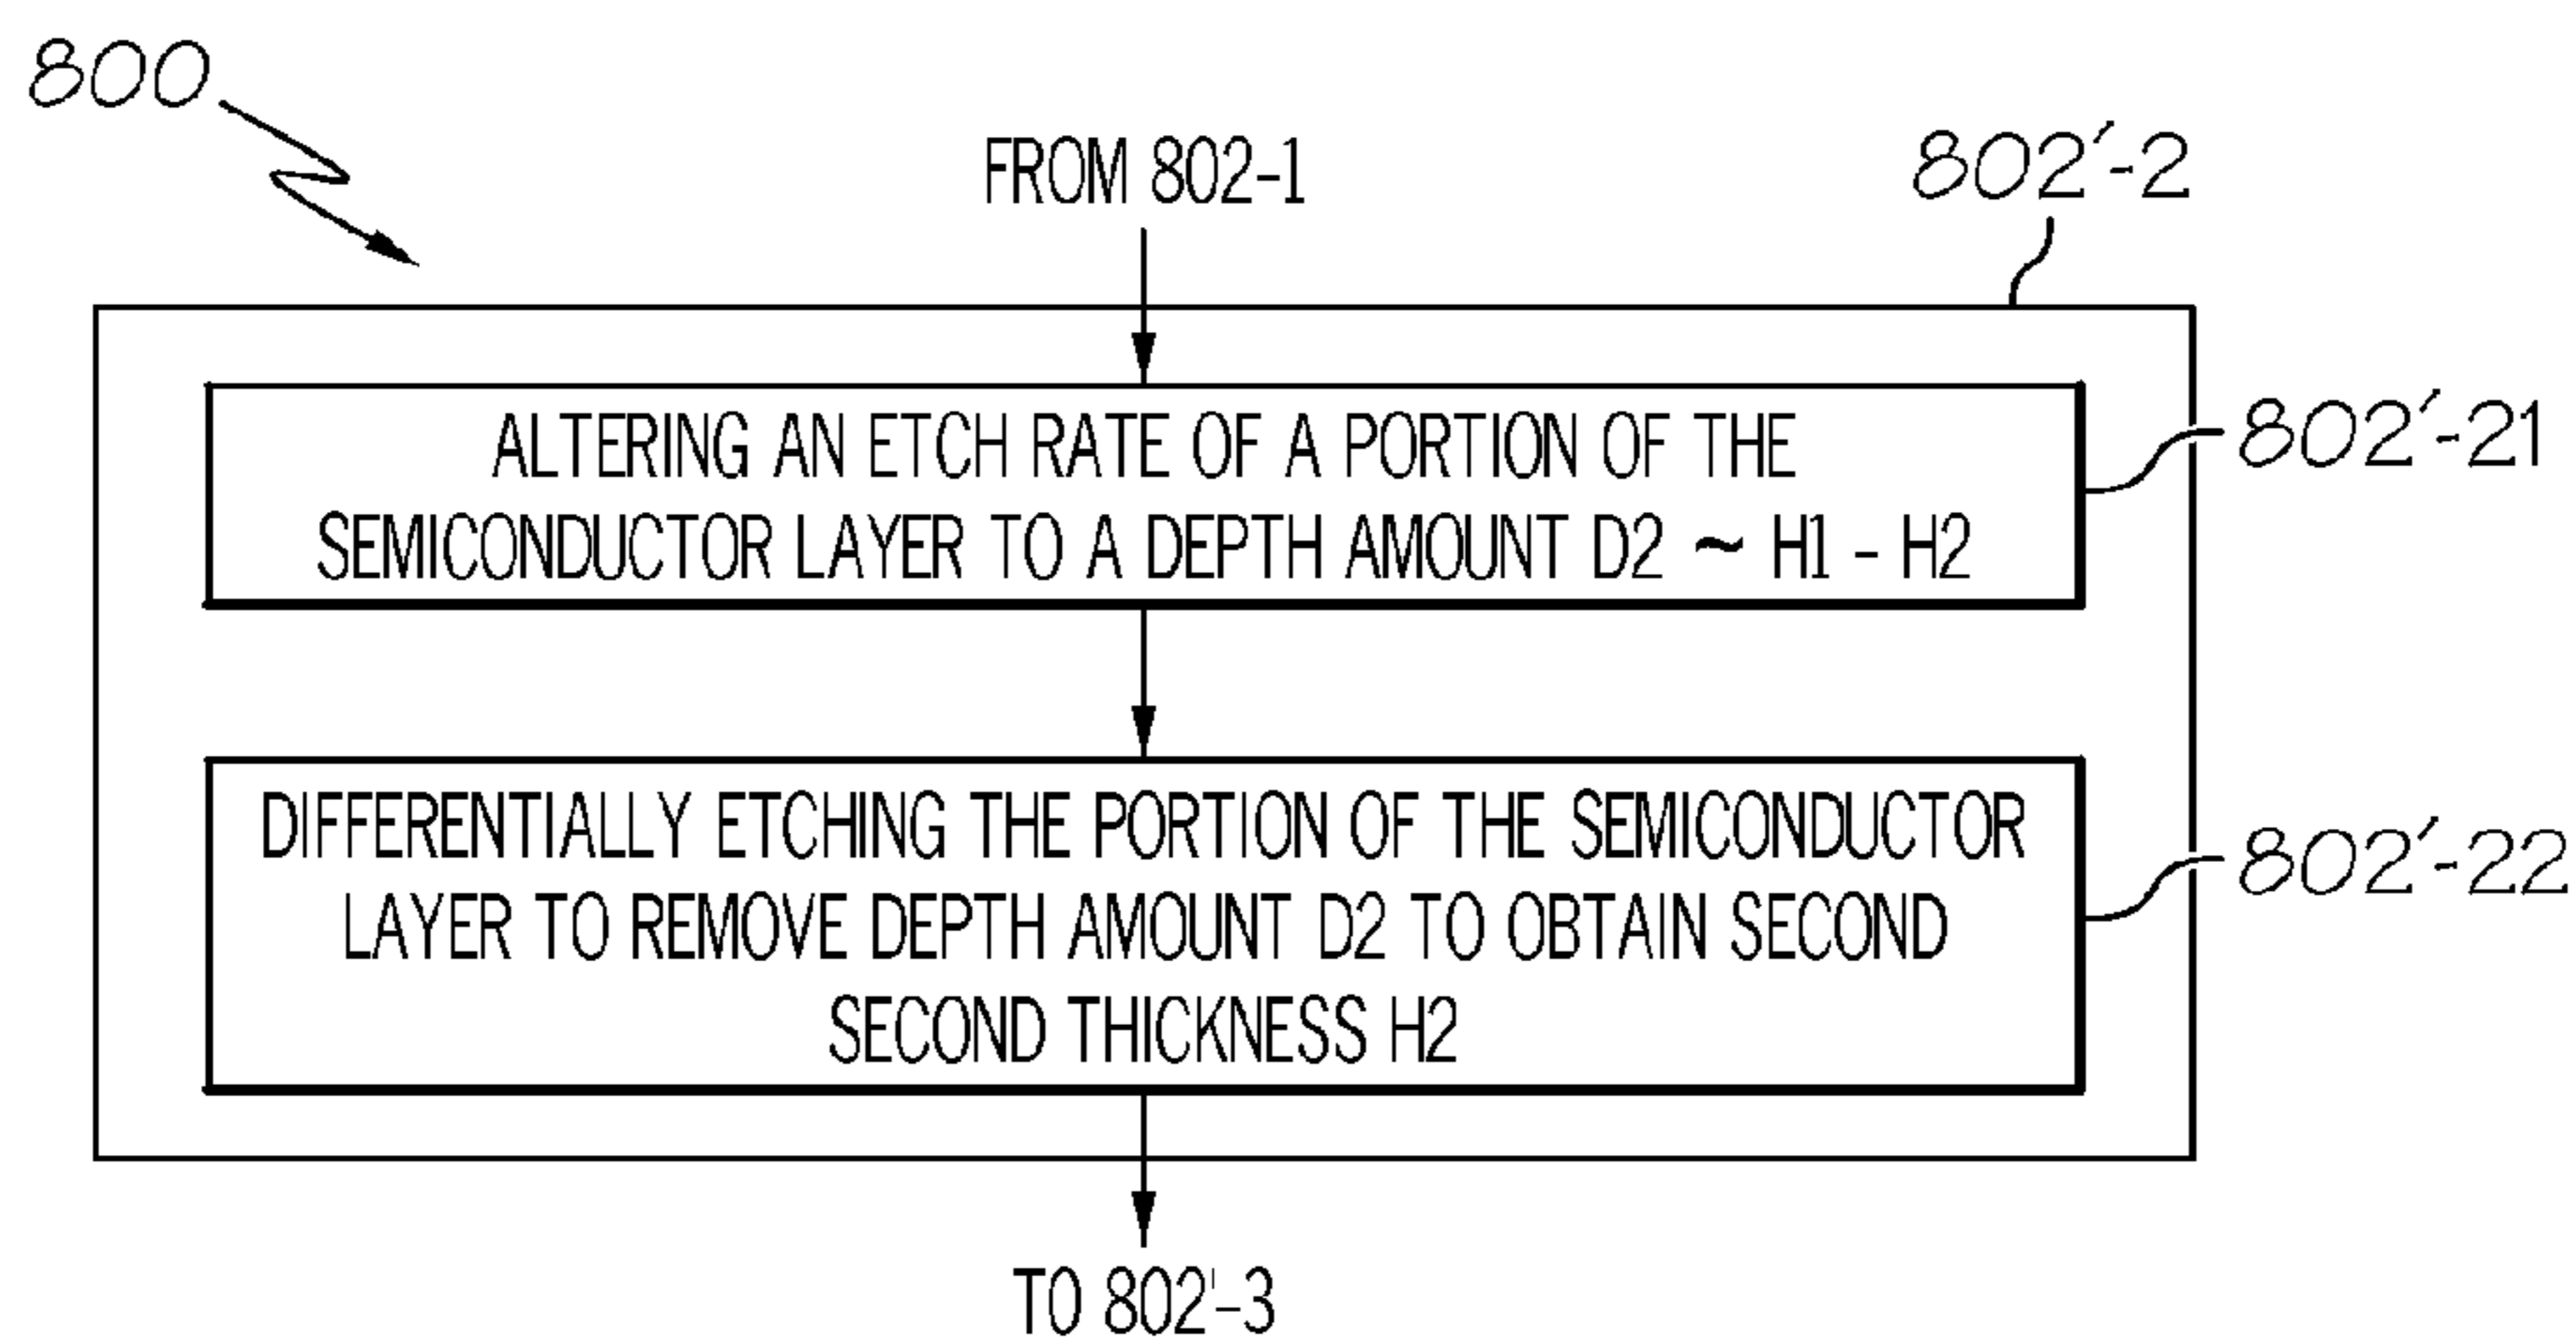 800
FROM 802-1
802'-2
ALTERING AN ETCH RATE OF A PORTION OF THE
SEMICONDUCTOR LAYER TO A DEPTH AMOUNT D2 ~ H1 - H2
802'-21
DIFFERENTIALLY ETCHING THE PORTION OF THE SEMICONDUCTOR
LAYER TO REMOVE DEPTH AMOUNT D2 TO OBTAIN SECOND
SECOND THICKNESS H2
802'-22
TO 802'-3